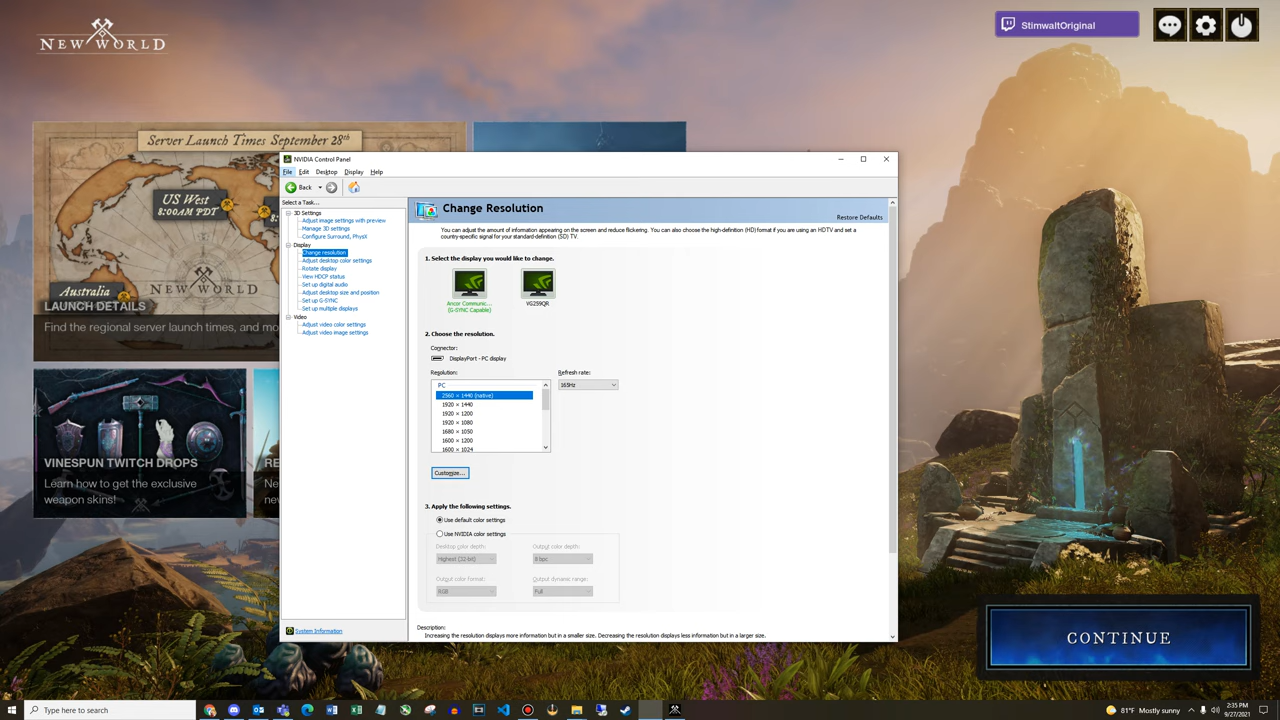 NEW WORLD
StimwaltOriginal
Server Launch Times September 28th
US West
8:00AM PDT
8:
Australia
NEW WORLD
LAUNCH DETAILS
Find the regional server launch times, and mo
VINESPUN TWITCH DROPS
Learn how to get the exclusive
weapon skins!
RE
Ne
new
NVIDIA Control Panel
File Edit Desktop Display Help
Back
Select a Task...
3D Settings
Adjust image settings with preview
Manage 3D settings
Configure Surround, PhysX
Display
Change resolution
Adjust desktop color settings
Rotate display
View HDCP status
Set up digital audio
Adjust desktop size and position
Set up G-SYNC
Set up multiple displays
Video
Adjust video color settings
Adjust video image settings
System Information
Change Resolution
Restore Defaults
You can adjust the amount of information appearing on the screen and reduce flickering. You can also choose the high-definition (HD) format if you are using an HDTV and set a
country-specific signal for your standard-definition (SD) TV.
1. Select the display you would like to change.
Ancor Communic...
(G-SYNC Capable)
VG259QR
2. Choose the resolution.
Connector:
DisplayPort - PC display
Resolution:
Refresh rate:
PC
165Hz
2560 × 1440 (native)
1920 × 1440
1920 × 1200
1920 × 1080
1680 × 1050
1600 × 1200
1600 × 1024
Customize...
3. Apply the following settings.
Use default color settings
Use NVIDIA color settings
Desktop color depth:
Output color depth:
Highest (32-bit)
8 bpc
Output color format:
Output dynamic range:
RGB
Full
Description:
Increasing the resolution displays more information but in a smaller size. Decreasing the resolution displays less information but in a larger size.
CONTINUE
Type here to search
81°F Mostly sunny
2:35 PM
9/27/2021